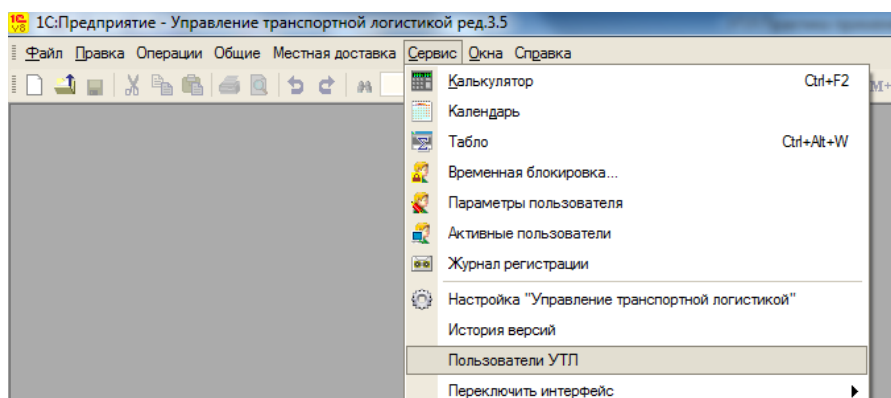 1С:Предприятие - Управление транспортной логистикой ред.3.5
Файл Правка Операции Общие Местная доставка Сервис Окна Справка
Калькулятор Ctrl+F2
M+
Календарь
Табло Ctrl+Alt+W
Временная блокировка...
Параметры пользователя
Активные пользователи
Журнал регистрации
Настройка "Управление транспортной логистикой"
История версий
Пользователи УТП
Переключить интерфейс